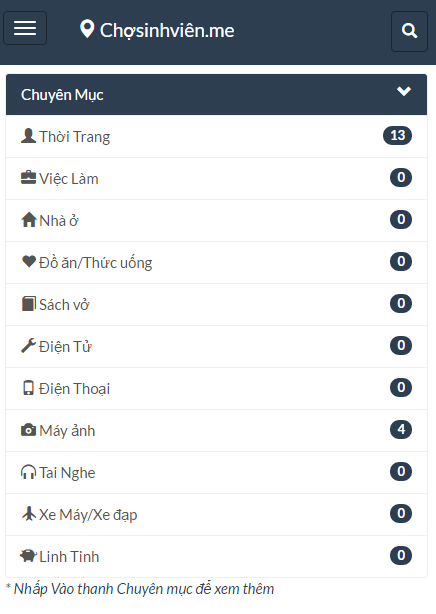 Chợsinhviên.me
Chuyên Mục
Thời Trang 13
Việc Làm 0
Nhà ở 0
Đồ ăn/Thức uống 0
Sách vở 0
Điện Tử 0
Điện Thoại 0
Máy ảnh 4
Tai Nghe 0
Xe Máy/Xe đạp 0
Linh Tinh 0
* Nhấp Vào thanh Chuyên mục để xem thêm